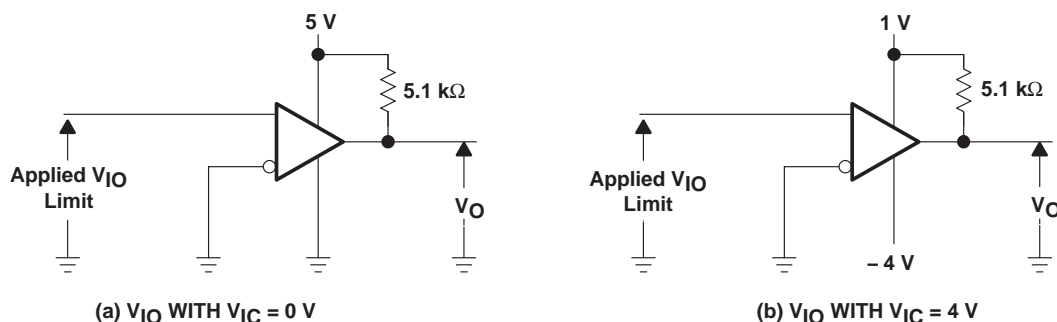 5 V
5.1 kΩ
Applied VIO
Limit
VO
(a) VIO WITH VIC = 0 V
1 V
5.1 kΩ
Applied VIO
Limit
VO
– 4 V
(b) VIO WITH VIC = 4 V